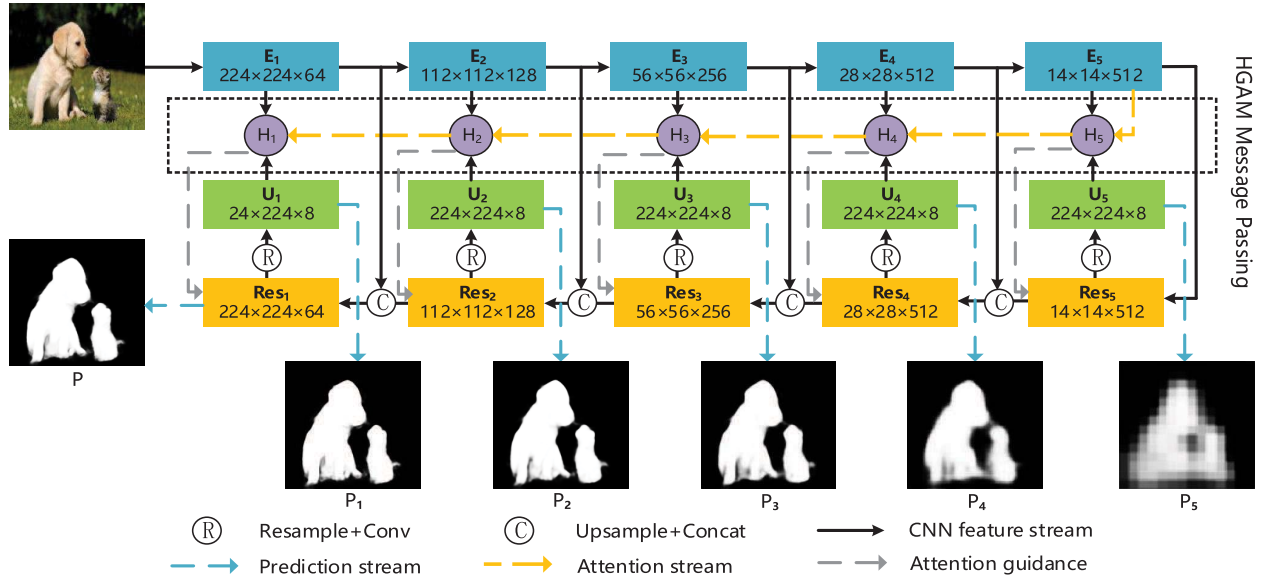 E₁
224×224×64
E₂
112×112×128
E₃
56×56×256
E₄
28×28×512
E₅
14×14×512
HGAM Message Passing
H₁
H₂
H₃
H₄
H₅
U₁
24×224×8
U₂
224×224×8
U₃
224×224×8
U₄
224×224×8
U₅
224×224×8
R
R
R
R
R
Res₁
224×224×64
C
Res₂
112×112×128
C
Res₃
56×56×256
C
Res₄
28×28×512
C
Res₅
14×14×512
P
P₁
P₂
P₃
P₄
P₅
R Resample+Conv
C Upsample+Concat
CNN feature stream
Prediction stream
Attention stream
Attention guidance